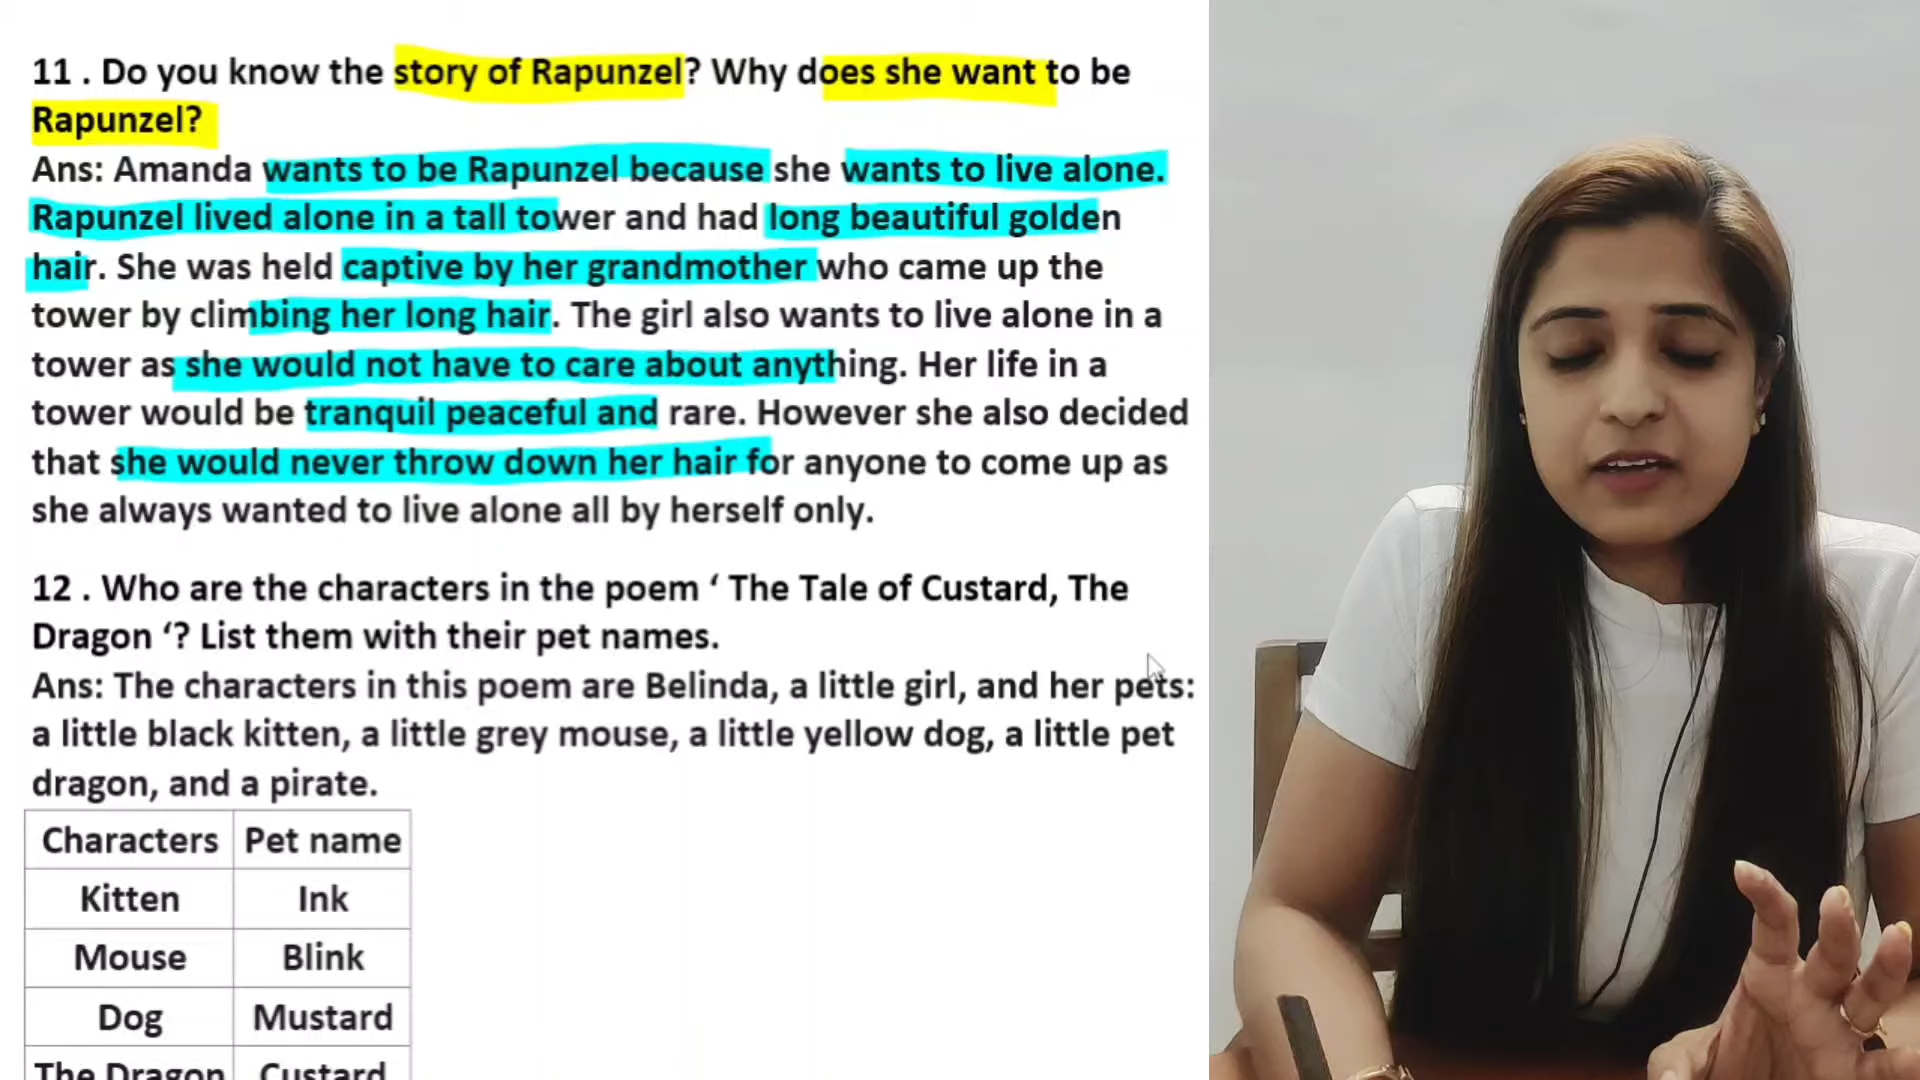 11 . Do you know the story of Rapunzel? Why does she want to be
Rapunzel?
Ans: Amanda wants to be Rapunzel because she wants to live alone.
Rapunzel lived alone in a tall tower and had long beautiful golden
hair. She was held captive by her grandmother who came up the
tower by climbing her long hair. The girl also wants to live alone in a
tower as she would not have to care about anything. Her life in a
tower would be tranquil peaceful and rare. However she also decided
that she would never throw down her hair for anyone to come up as
she always wanted to live alone all by herself only.
12 . Who are the characters in the poem ‘ The Tale of Custard, The
Dragon ‘? List them with their pet names.
Ans: The characters in this poem are Belinda, a little girl, and her pets:
a little black kitten, a little grey mouse, a little yellow dog, a little pet
dragon, and a pirate.
Characters Pet name
Kitten Ink
Mouse Blink
Dog Mustard
The Dragon Custard